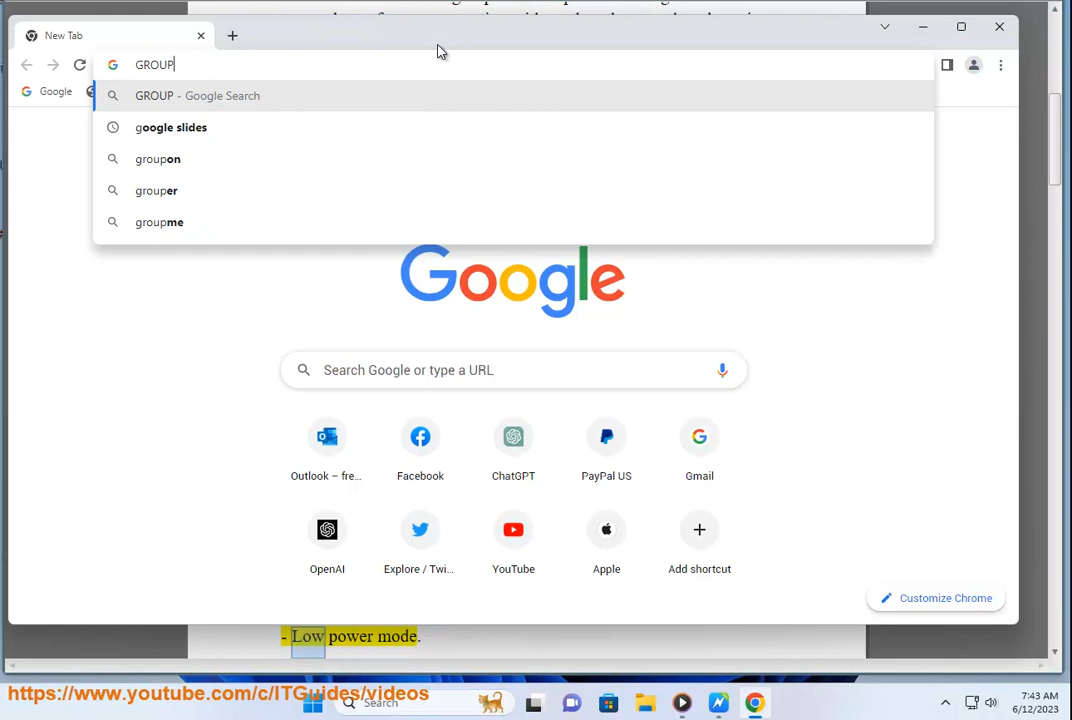 New Tab
GROUP
Google
GROUP - Google Search
google slides
groupon
grouper
groupme
Google
Search Google or type a URL
Outlook – fre...
Facebook
ChatGPT
PayPal US
Gmail
OpenAI
Explore / Twi...
YouTube
Apple
Add shortcut
Customize Chrome
- Low power mode.
https://www.youtube.com/c/ITGuides/videos
Search
7:43 AM
6/12/2023